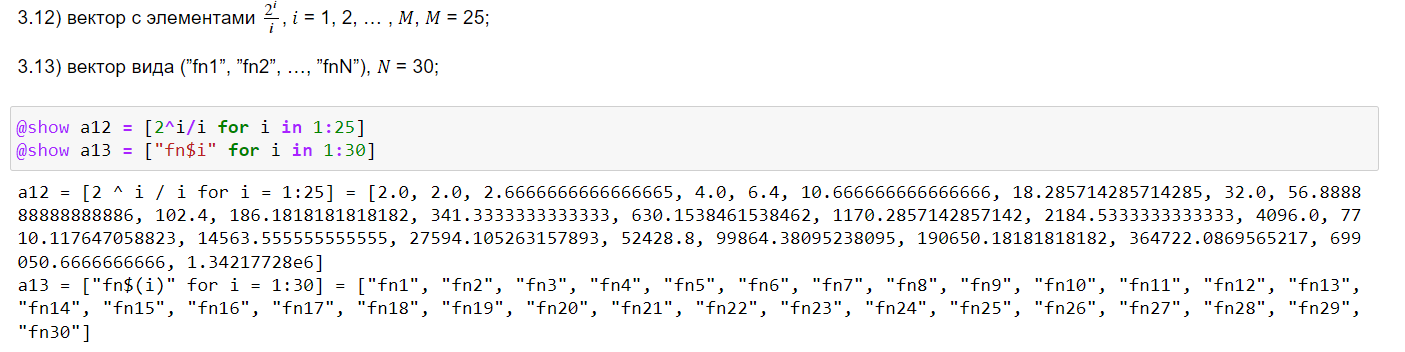 3.12) вектор с элементами 2^i/i, i = 1, 2, … , M, M = 25;
3.13) вектор вида (”fn1”, ”fn2”, …, ”fnN”), N = 30;
@show a12 = [2^i/i for i in 1:25]
@show a13 = ["fn$i" for i in 1:30]
a12 = [2 ^ i / i for i = 1:25] = [2.0, 2.0, 2.6666666666666665, 4.0, 6.4, 10.666666666666666, 18.285714285714285, 32.0, 56.8888
88888888886, 102.4, 186.1818181818182, 341.3333333333333, 630.1538461538462, 1170.2857142857142, 2184.5333333333333, 4096.0, 77
10.117647058823, 14563.555555555555, 27594.105263157893, 52428.8, 99864.38095238095, 190650.18181818182, 364722.0869565217, 699
050.6666666666, 1.34217728e6]
a13 = ["fn$(i)" for i = 1:30] = ["fn1", "fn2", "fn3", "fn4", "fn5", "fn6", "fn7", "fn8", "fn9", "fn10", "fn11", "fn12", "fn13",
"fn14", "fn15", "fn16", "fn17", "fn18", "fn19", "fn20", "fn21", "fn22", "fn23", "fn24", "fn25", "fn26", "fn27", "fn28", "fn29",
"fn30"]